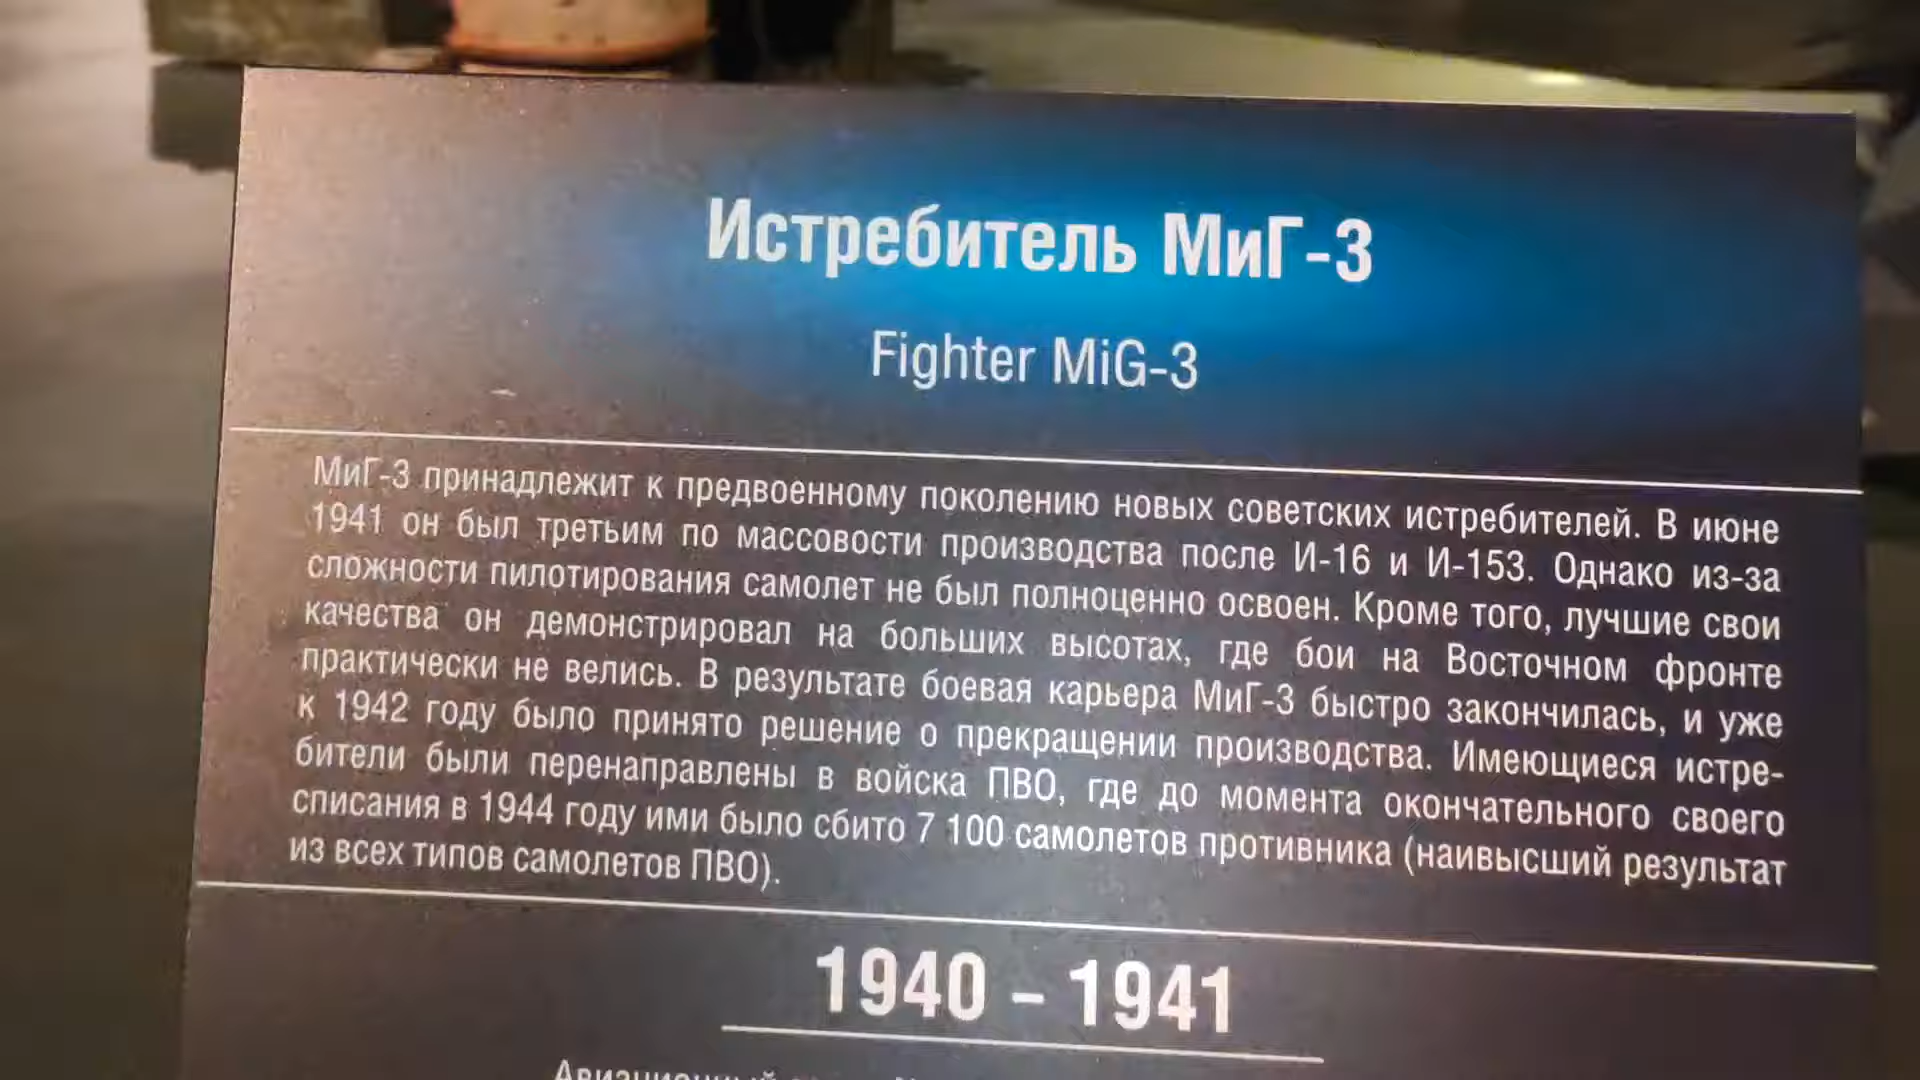 Истребитель МиГ-3
Fighter MiG-3
МиГ-3 принадлежит к предвоенному поколению новых советских истребителей. В июне
1941 он был третьим по массовости производства после И-16 и И-153. Однако из-за
сложности пилотирования самолет не был полноценно освоен. Кроме того, лучшие свои
качества он демонстрировал на больших высотах, где бои на Восточном фронте
практически не велись. В результате боевая карьера МиГ-3 быстро закончилась, и уже
к 1942 году было принято решение о прекращении производства. Имеющиеся истре-
бители были перенаправлены в войска ПВО, где до момента окончательного своего
списания в 1944 году ими было сбито 7 100 самолетов противника (наивысший результат
из всех типов самолетов ПВО).
1940 – 1941
Авиационный